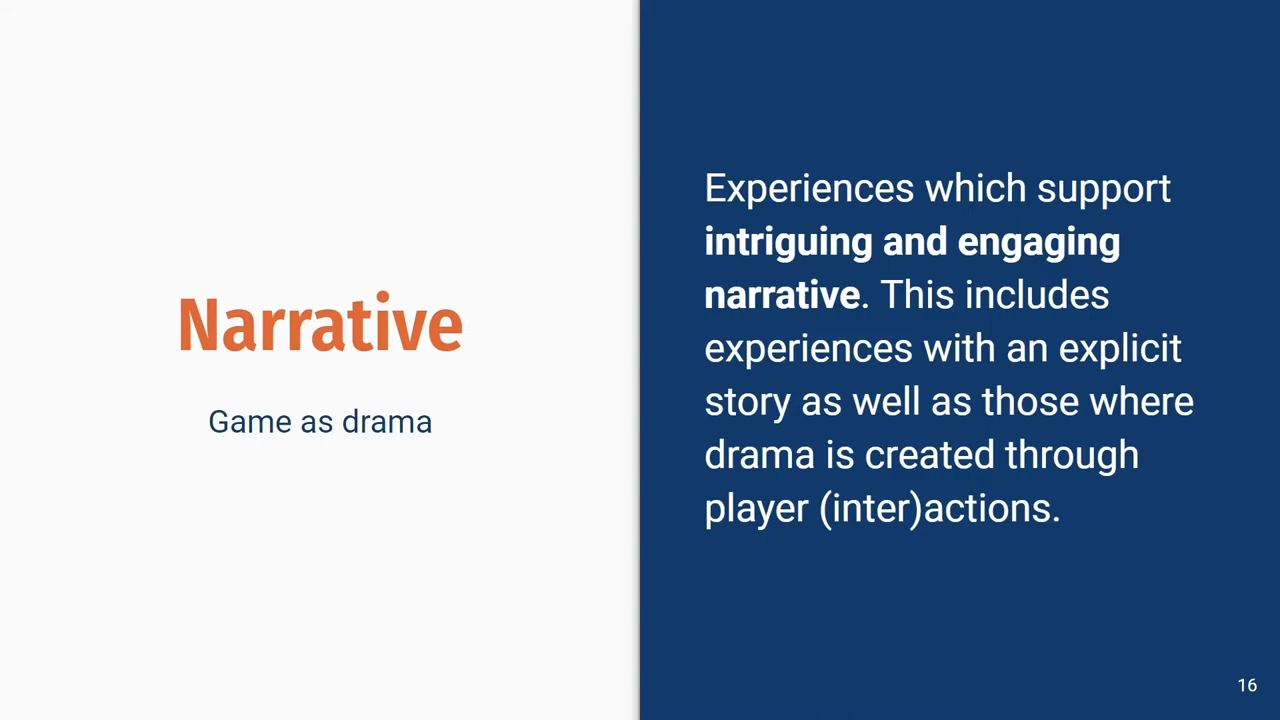 Narrative
Game as drama
Experiences which support
intriguing and engaging
narrative. This includes
experiences with an explicit
story as well as those where
drama is created through
player (inter)actions.
16